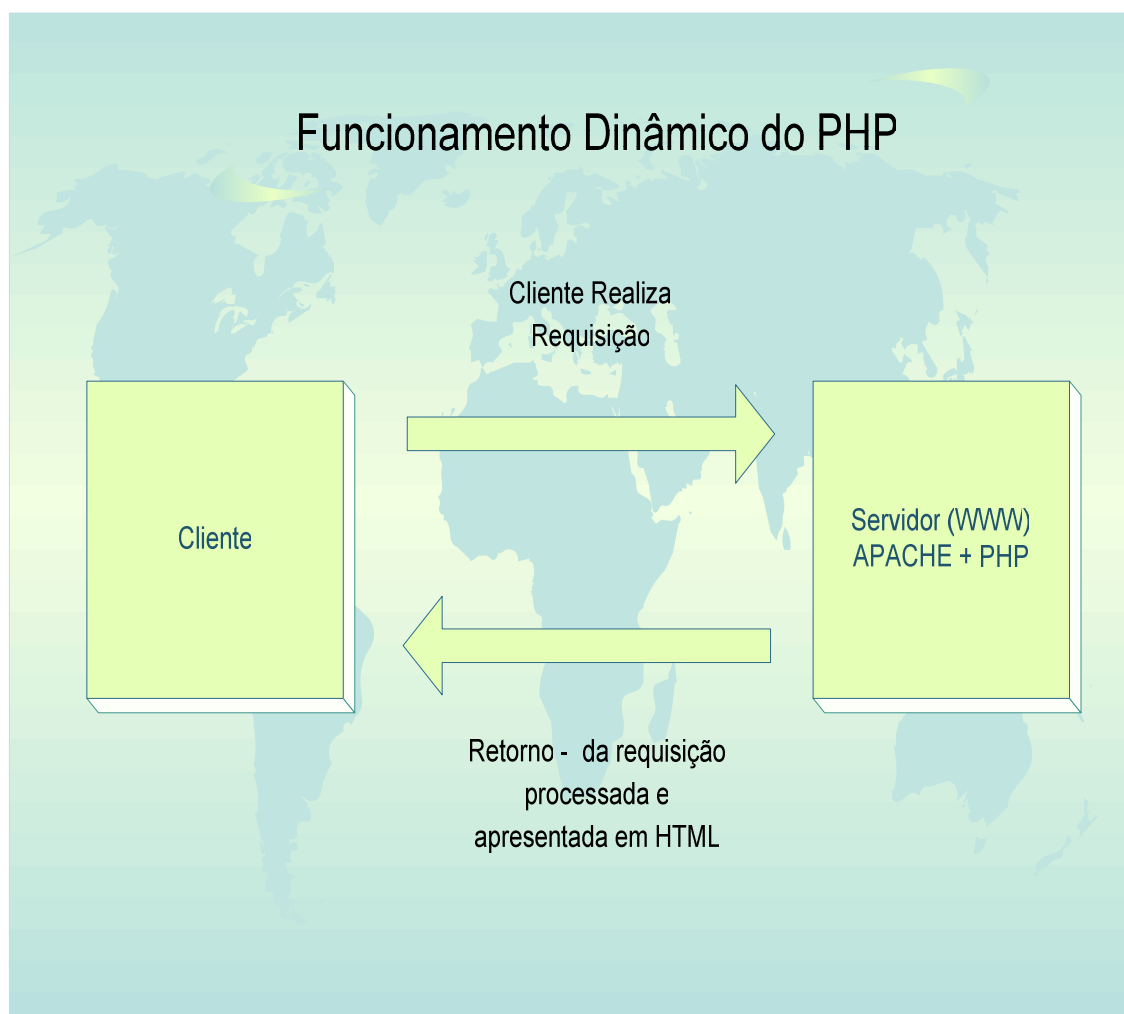 Funcionamento Dinâmico do PHP
Cliente Realiza
Requisição
Cliente
Servidor (WWW)
APACHE + PHP
Retorno - da requisição
processada e
apresentada em HTML